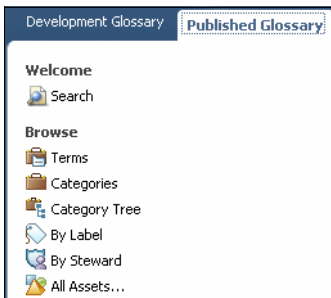 Development Glossary Published Glossary
Welcome
Search
Browse
Terms
Categories
Category Tree
By Label
By Steward
All Assets...